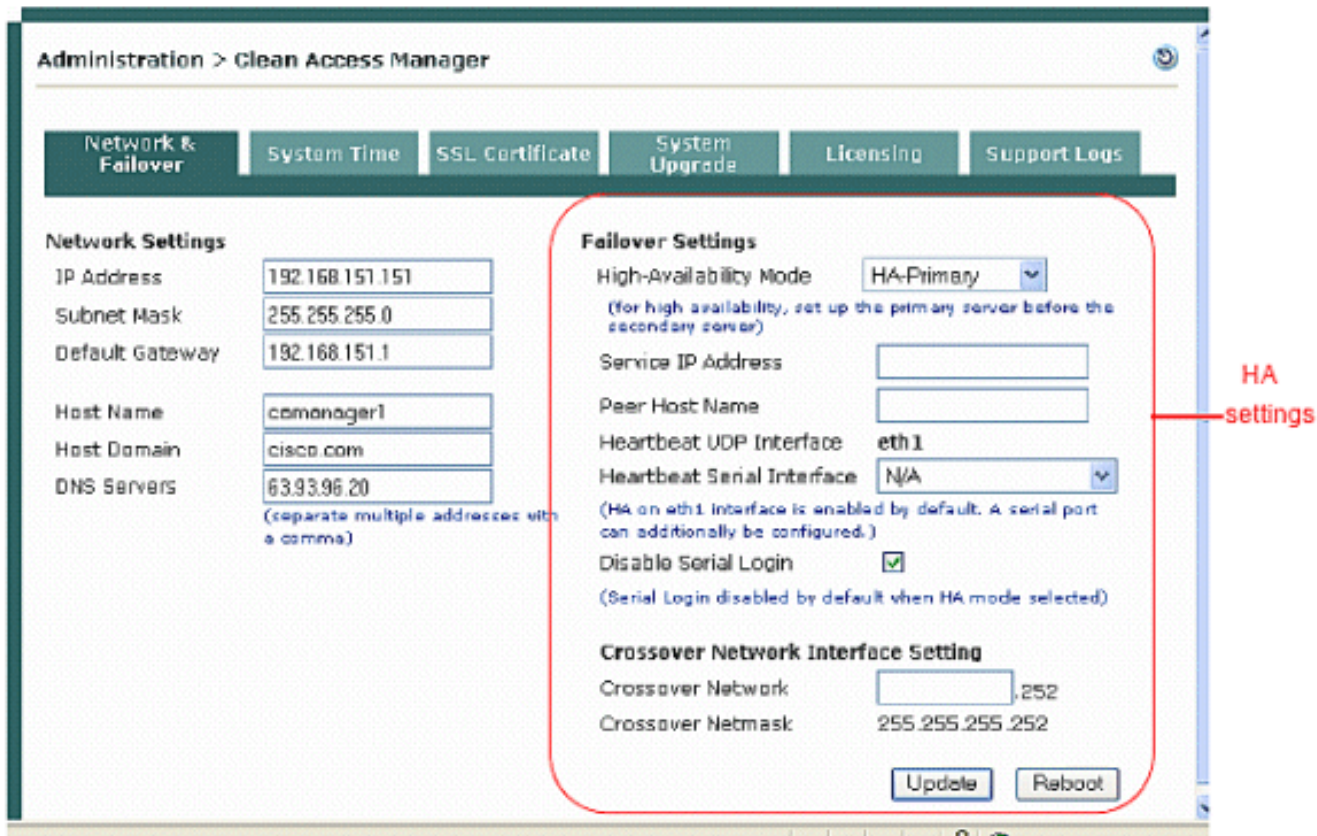 Administration > Clean Access Manager
Network & Failover
System Time
SSL Certificate
System Upgrade
Licensing
Support Logs
Network Settings
IP Address 192.168.151.151
Subnet Mask 255.255.255.0
Default Gateway 192.168.151.1
Host Name camanager1
Host Domain cisco.com
DNS Servers 63.93.96.20
(separate multiple addresses with
a comma)
Failover Settings
High-Availability Mode HA-Primary
(for high availability, set up the primary server before the
secondary server)
Service IP Address
Peer Host Name
Heartbeat UDP Interface eth1
Heartbeat Serial Interface N/A
(HA on eth1 interface is enabled by default. A serial port
can additionally be configured.)
Disable Serial Login
(Serial Login disabled by default when HA mode selected)
Crossover Network Interface Setting
Crossover Network .252
Crossover Netmask 255.255.255.252
Update Reboot
HA
settings